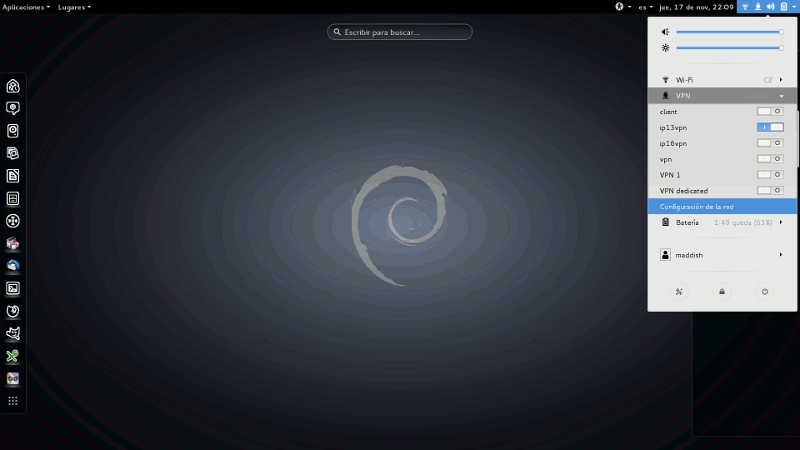 Aplicaciones Lugares es jue, 17 de nov, 22:09
Escribir para buscar...
Wi-Fi
VPN
client
ip13vpn
ip16vpn
vpn
VPN 1
VPN dedicated
Configuración de la red
Batería 1:49 queda (53%)
maddish